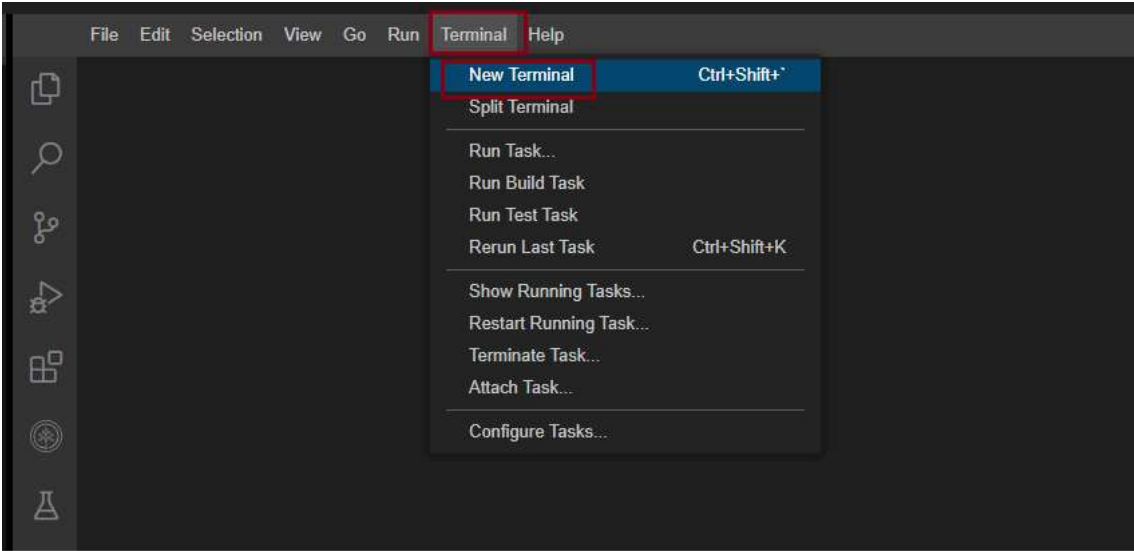 File Edit Selection View Go Run Terminal Help
New Terminal Ctrl+Shift+`
Split Terminal
Run Task...
Run Build Task
Run Test Task
Rerun Last Task Ctrl+Shift+K
Show Running Tasks...
Restart Running Task...
Terminate Task...
Attach Task...
Configure Tasks...